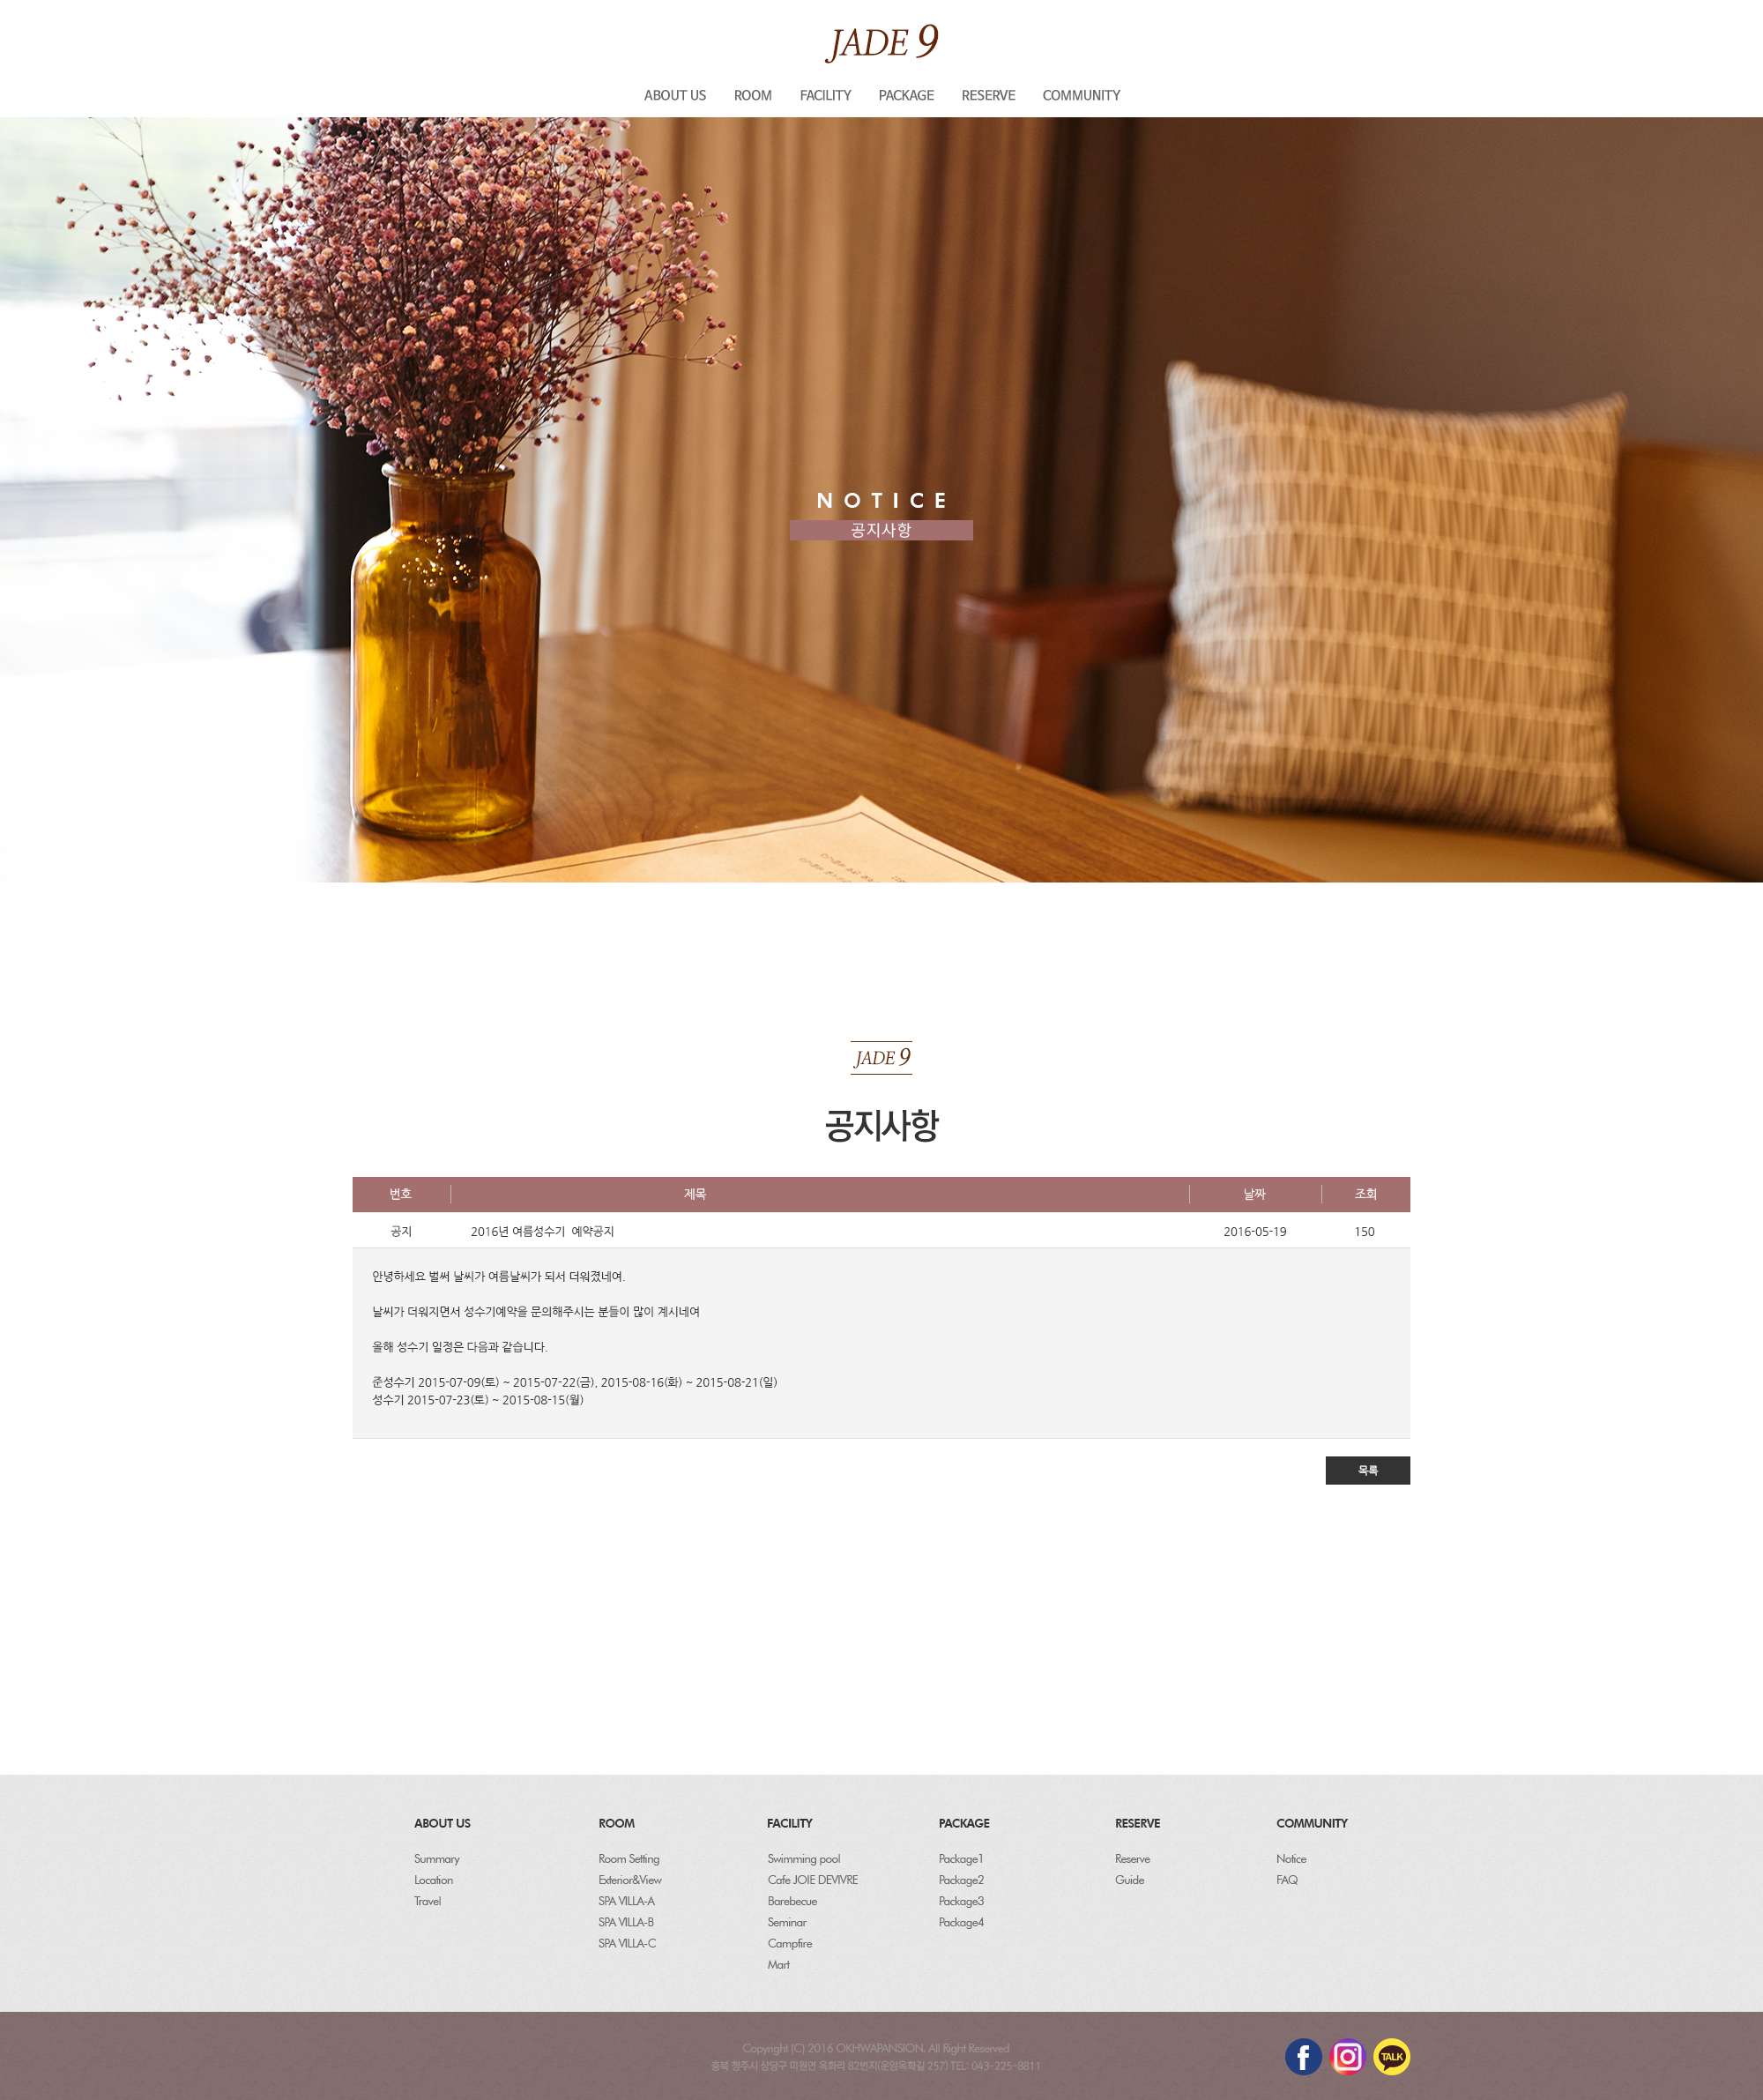 JADE 9
ABOUT US ROOM FACILITY PACKAGE RESERVE COMMUNITY
NOTICE
공지사항
JADE 9
공지사항
번호 제목 날짜 조회
공지 2016년 여름성수기 예약공지 2016-05-19 150
안녕하세요 벌써 날씨가 여름날씨가 되서 더워졌네여.
날씨가 더워지면서 성수기예약을 문의해주시는 분들이 많이 계시네여
올해 성수기 일정은 다음과 같습니다.
준성수기 2015-07-09(토) ~ 2015-07-22(금), 2015-08-16(화) ~ 2015-08-21(일)
성수기 2015-07-23(토) ~ 2015-08-15(월)
목록
ABOUT US ROOM FACILITY PACKAGE RESERVE COMMUNITY
Summary Room Setting Swimming pool Package1 Reserve Notice
Location Exterior&View Cafe JOIE DEVIVRE Package2 Guide FAQ
Travel SPA VILLA-A Barebecue Package3
SPA VILLA-B Seminar Package4
SPA VILLA-C Campfire
Mart
Copyright (C) 2016 OKHWAPANSION. All Right Reserved
충북 청주시 상당구 미원면 옥화리 82번지(운암옥화길 257) TEL: 043-225-8811
TALK